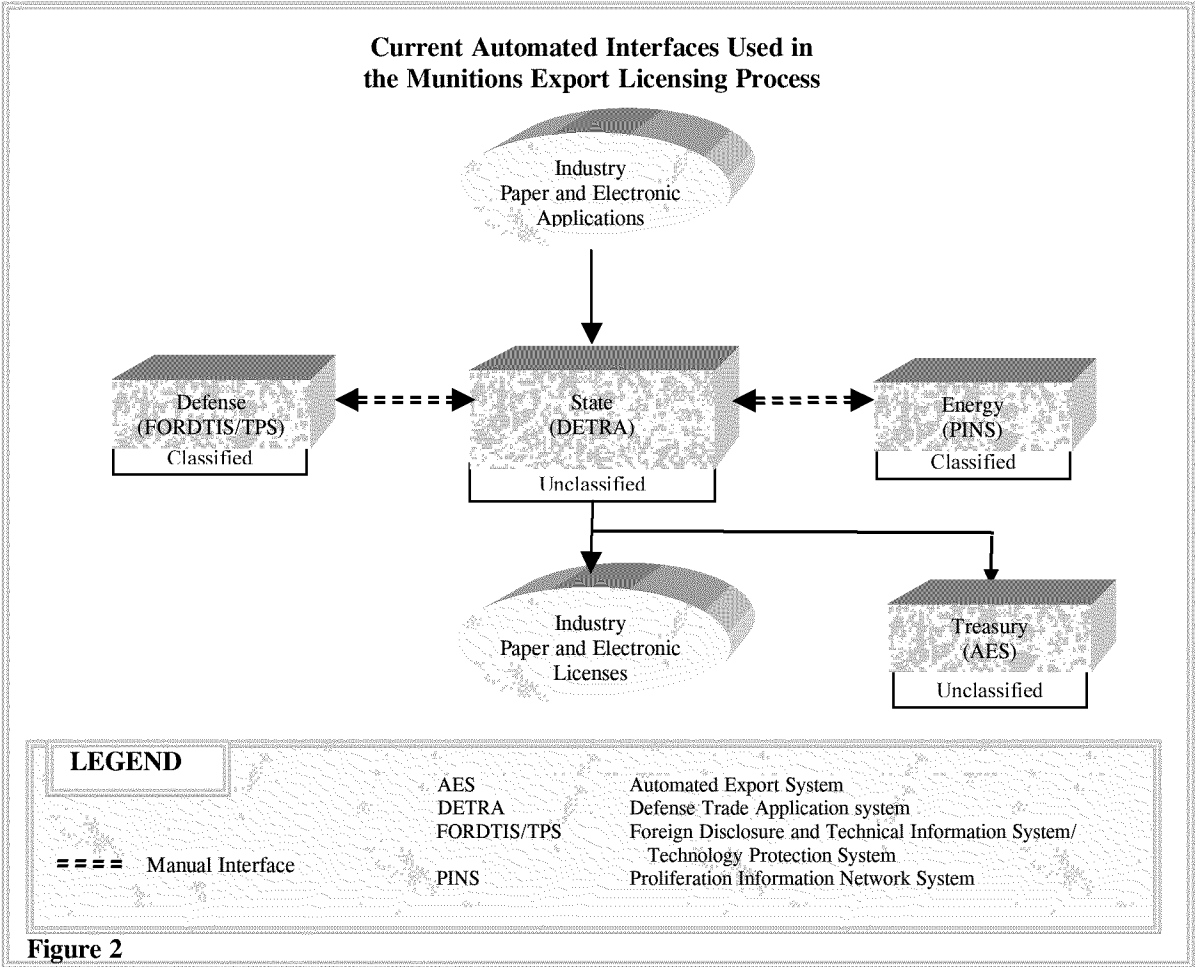 Current Automated Interfaces Used in
the Munitions Export Licensing Process
Industry
Paper and Electronic
Applications
Defense
(FORDTIS/TPS)
Classified
State
(DETRA)
Unclassified
Energy
(PINS)
Classified
Industry
Paper and Electronic
Licenses
Treasury
(AES)
Unclassified
LEGEND
Manual Interface
AES Automated Export System
DETRA Defense Trade Application system
FORDTIS/TPS Foreign Disclosure and Technical Information System/
Technology Protection System
PINS Proliferation Information Network System
Figure 2